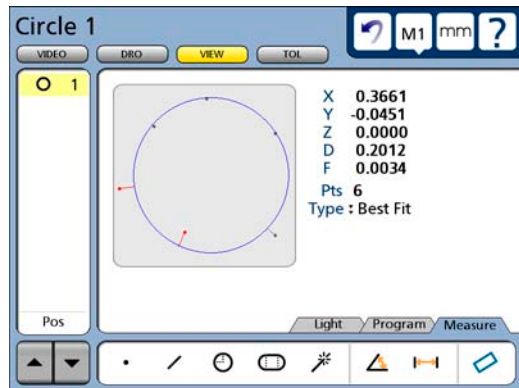 Circle 1
M1 mm ?
VIDEO DRO VIEW TOL
1
X 0.3661
Y -0.0451
Z 0.0000
D 0.2012
F 0.0034
Pts 6
Type : Best Fit
Pos
Light Program Measure